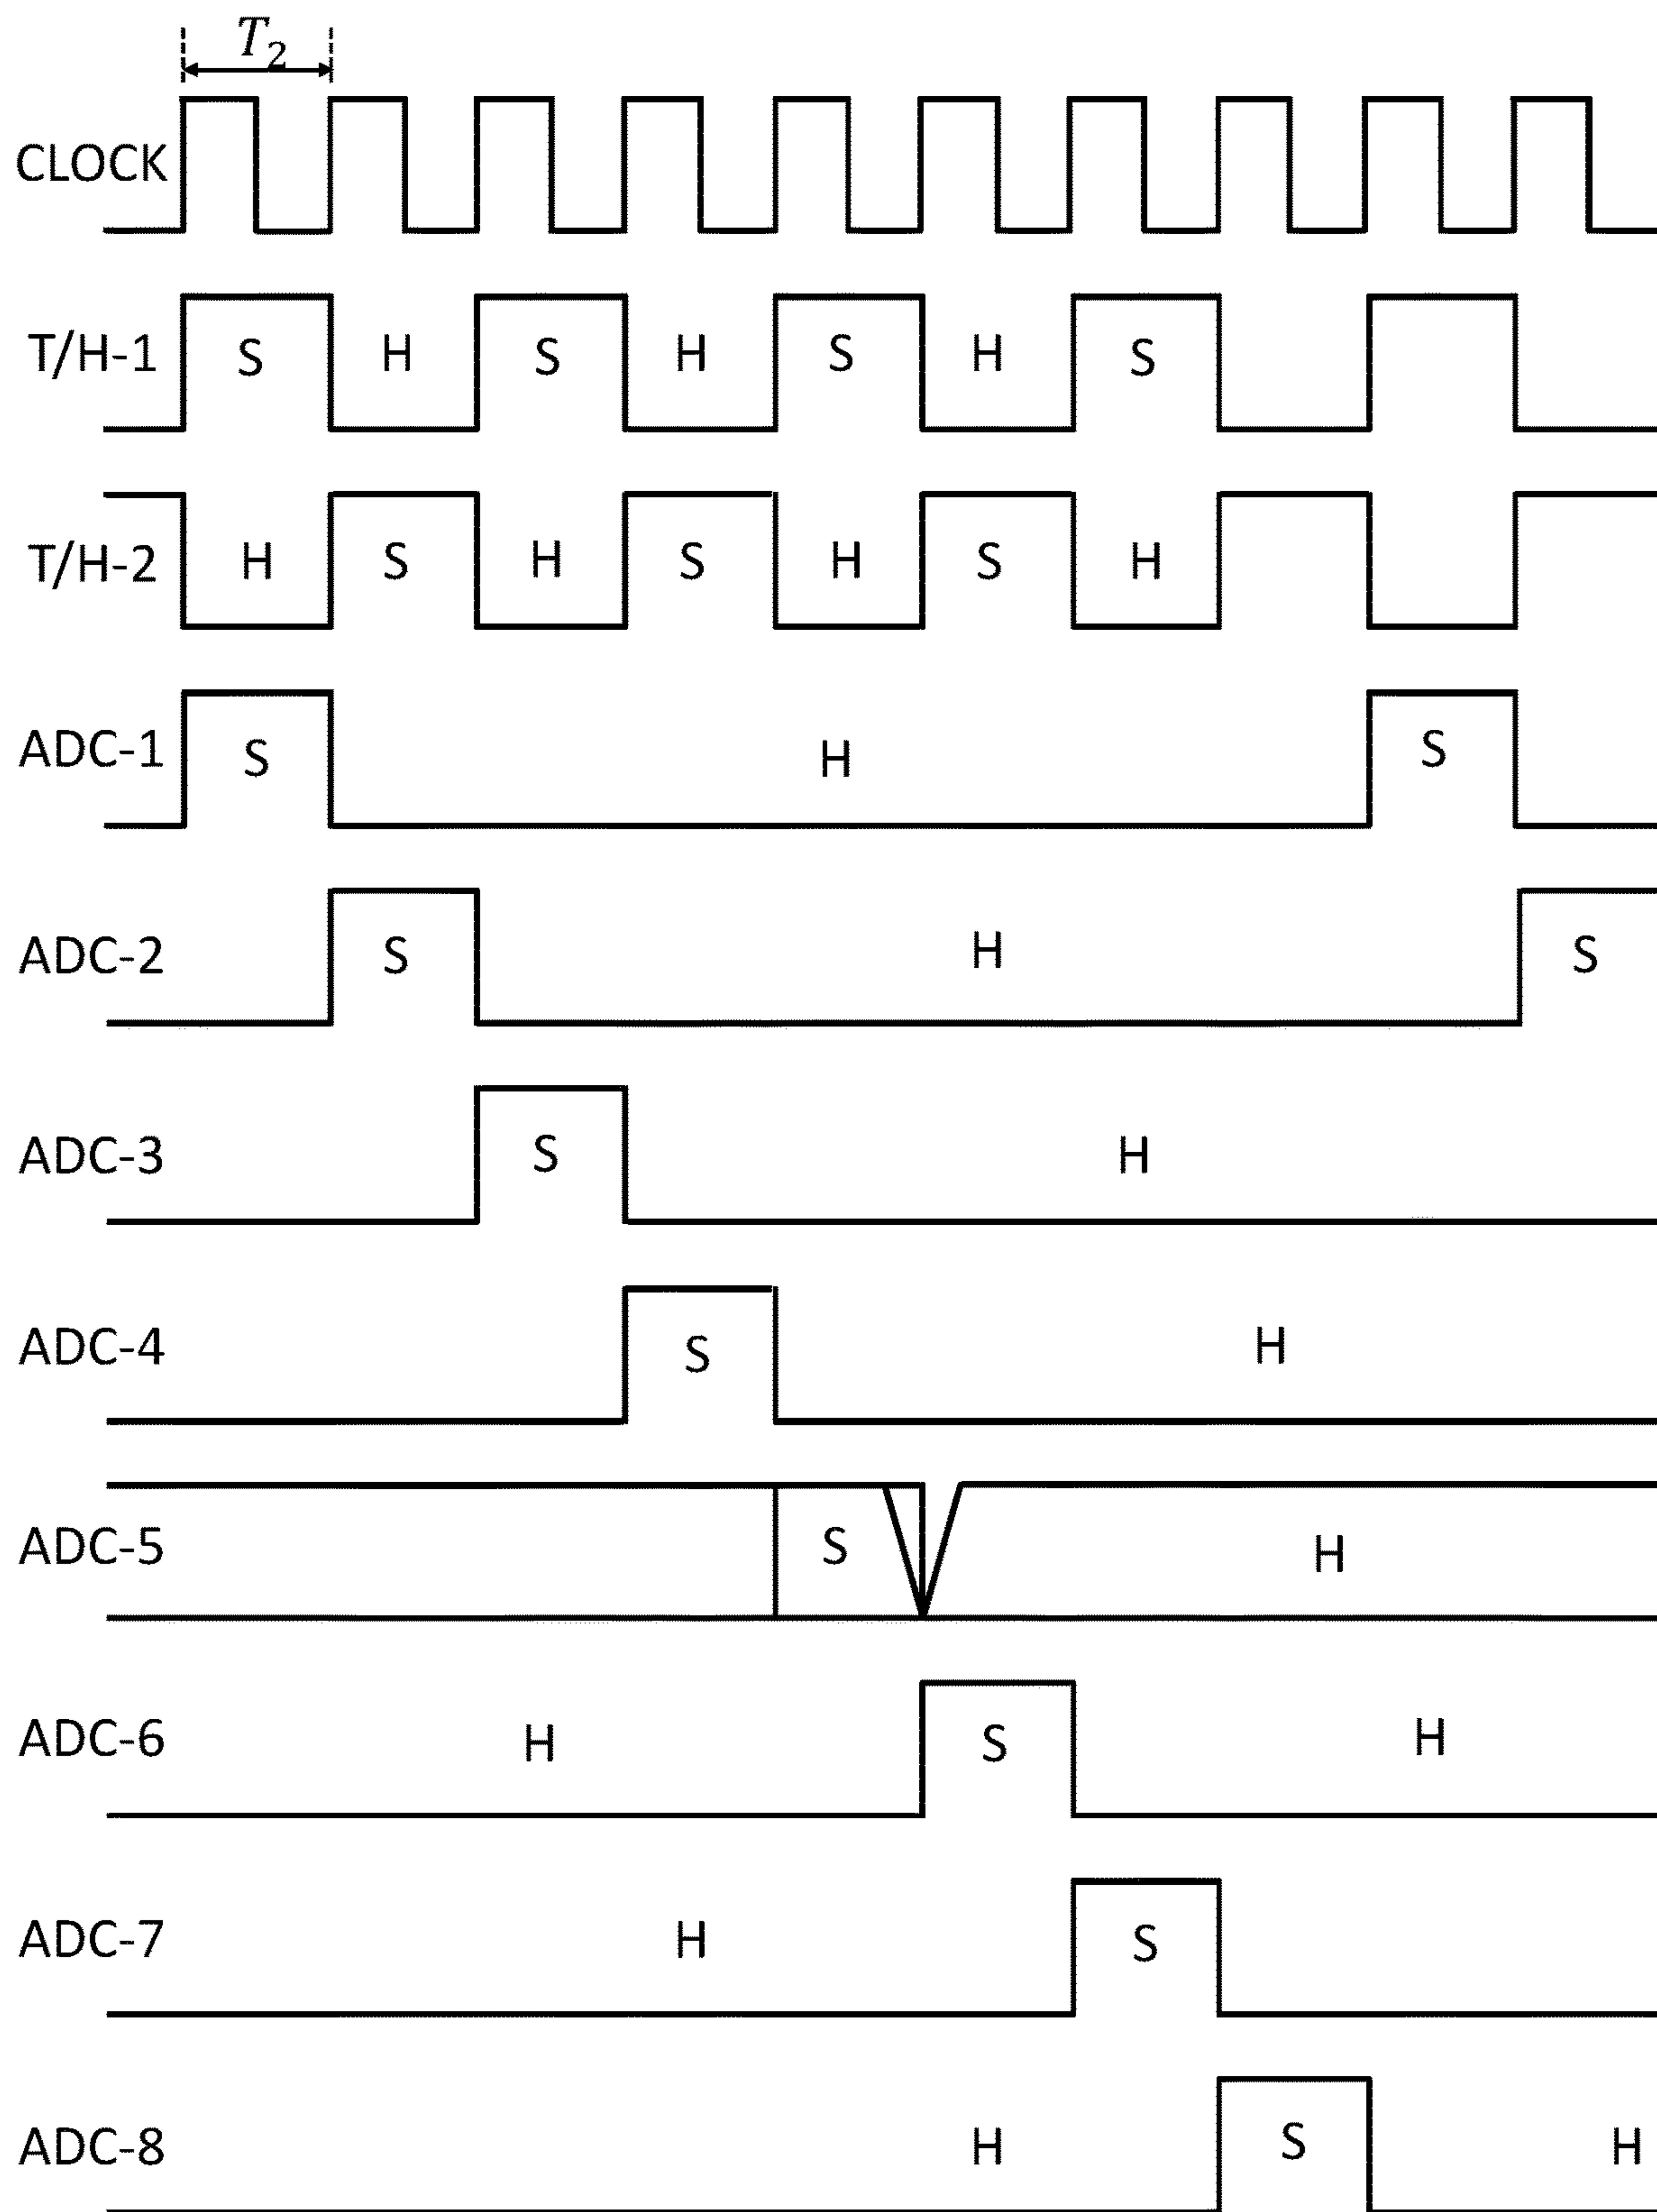 T₂
CLOCK
T/H-1 S H S H S H S
T/H-2 H S H S H S H
ADC-1 S H S
ADC-2 S H S
ADC-3 S H
ADC-4 S H
ADC-5 S H
ADC-6 H S H
ADC-7 H S
ADC-8 H S H